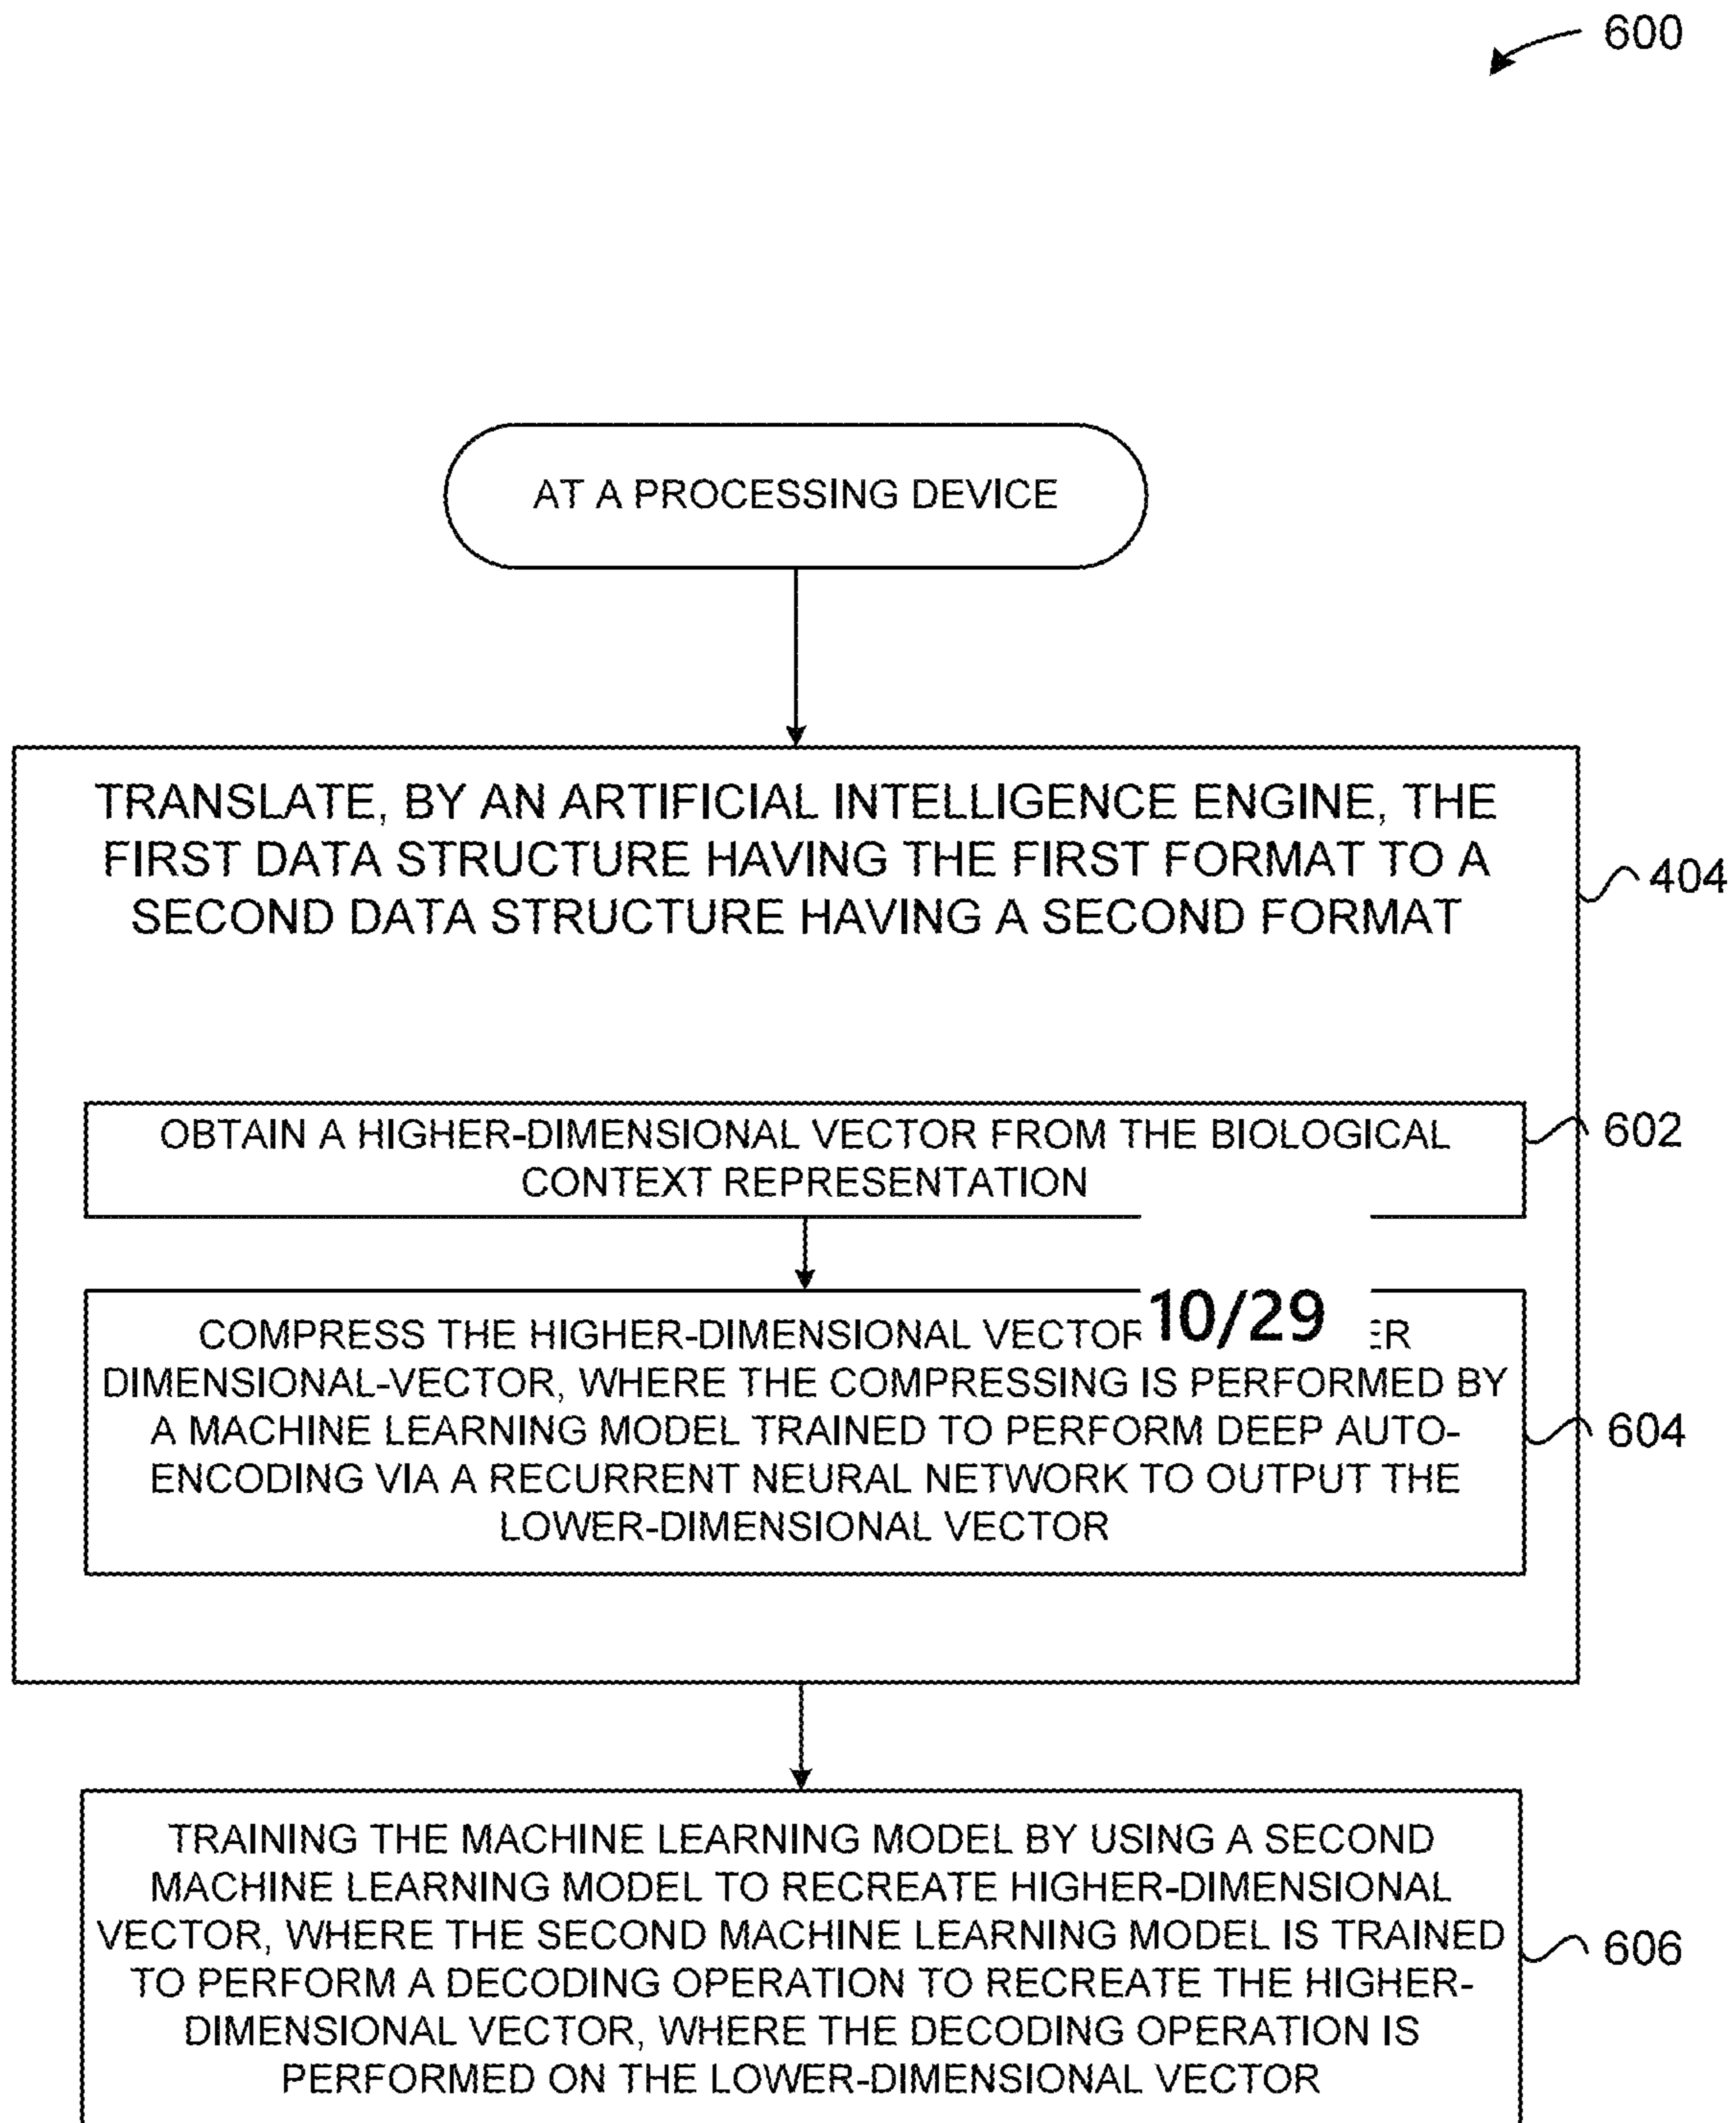 600
AT A PROCESSING DEVICE
TRANSLATE, BY AN ARTIFICIAL INTELLIGENCE ENGINE, THE
FIRST DATA STRUCTURE HAVING THE FIRST FORMAT TO A
SECOND DATA STRUCTURE HAVING A SECOND FORMAT
404
OBTAIN A HIGHER-DIMENSIONAL VECTOR FROM THE BIOLOGICAL
CONTEXT REPRESENTATION
602
10/29
COMPRESS THE HIGHER-DIMENSIONAL VECTOR
DIMENSIONAL-VECTOR, WHERE THE COMPRESSING IS PERFORMED BY
A MACHINE LEARNING MODEL TRAINED TO PERFORM DEEP AUTO-
ENCODING VIA A RECURRENT NEURAL NETWORK TO OUTPUT THE
LOWER-DIMENSIONAL VECTOR
604
TRAINING THE MACHINE LEARNING MODEL BY USING A SECOND
MACHINE LEARNING MODEL TO RECREATE HIGHER-DIMENSIONAL
VECTOR, WHERE THE SECOND MACHINE LEARNING MODEL IS TRAINED
TO PERFORM A DECODING OPERATION TO RECREATE THE HIGHER-
DIMENSIONAL VECTOR, WHERE THE DECODING OPERATION IS
PERFORMED ON THE LOWER-DIMENSIONAL VECTOR
606